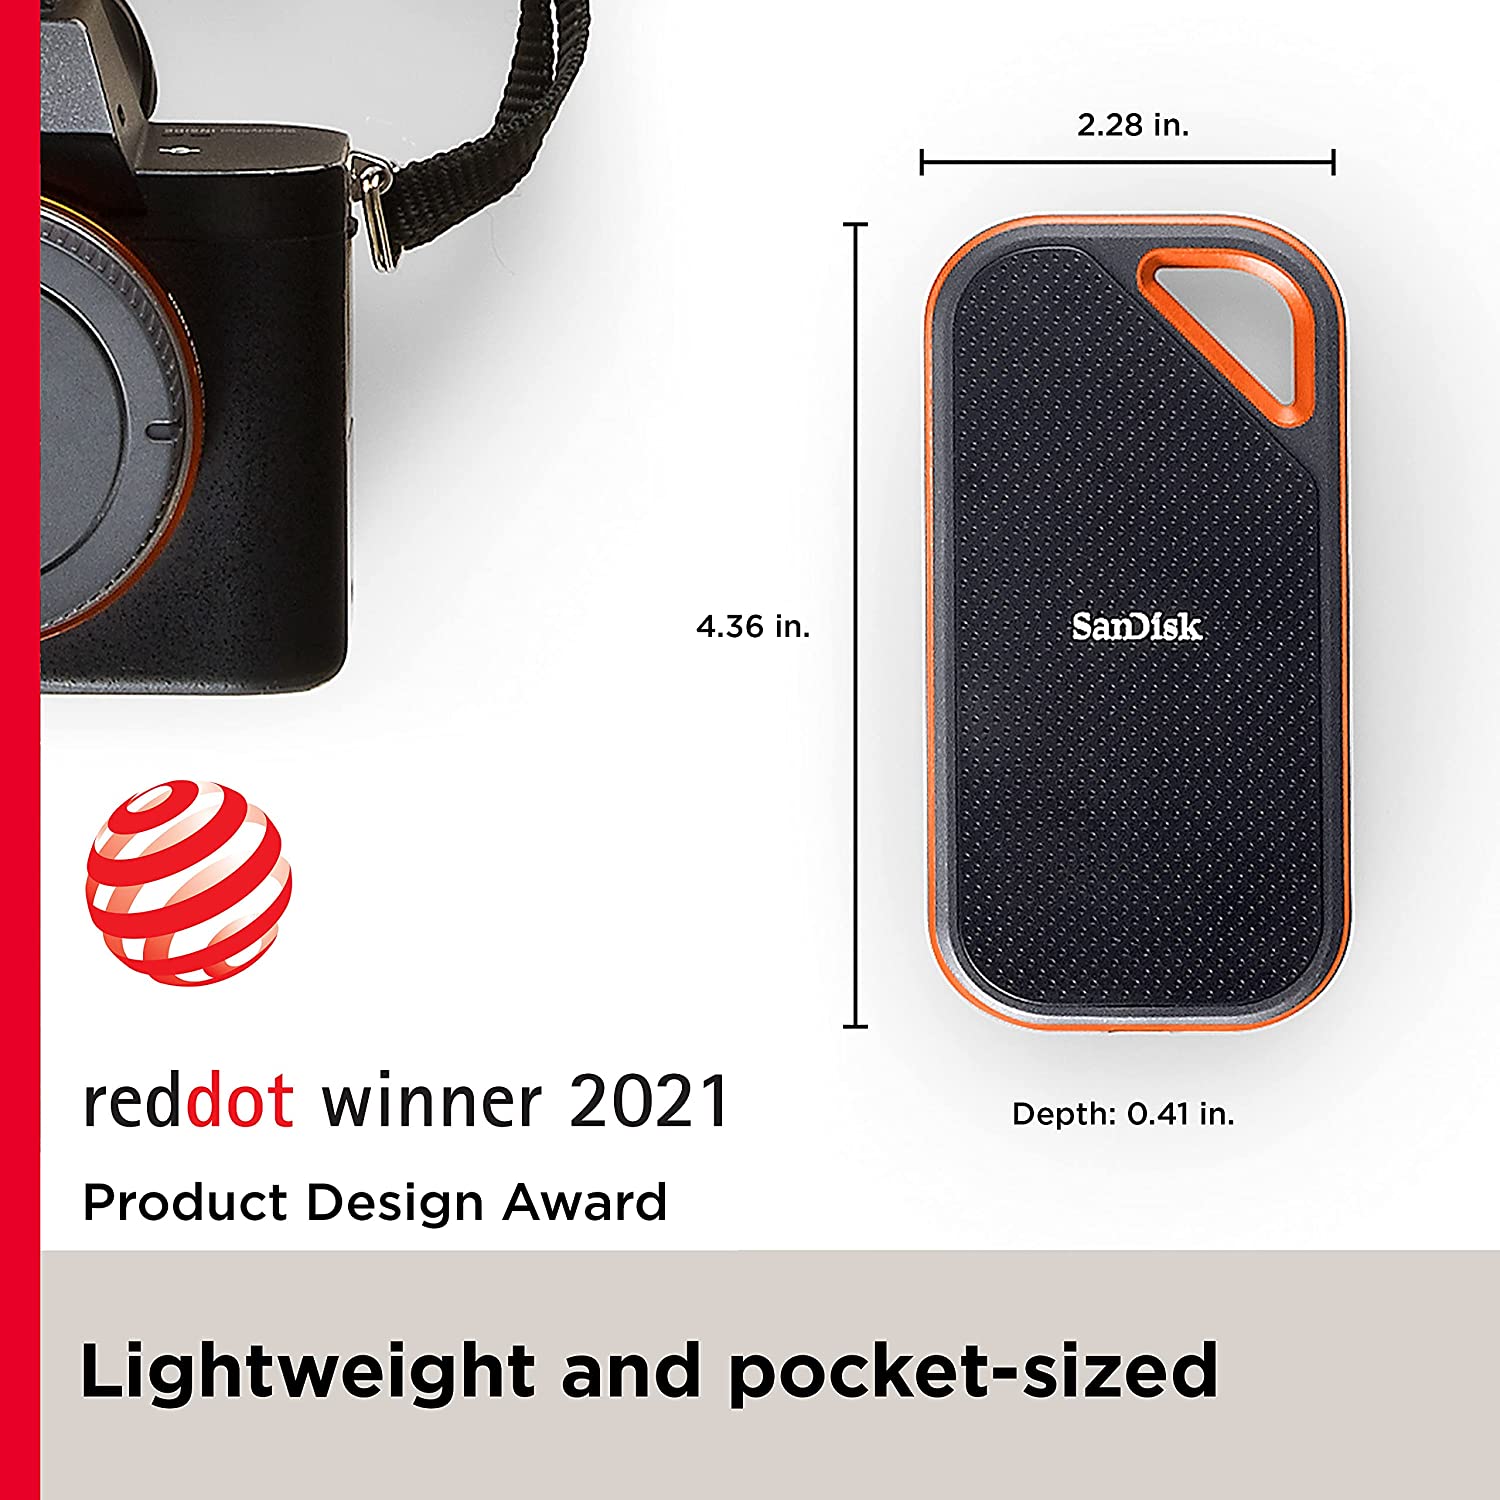 2.28 in.
4.36 in.
SanDisk
reddot winner 2021
Depth: 0.41 in.
Product Design Award
Lightweight and pocket-sized